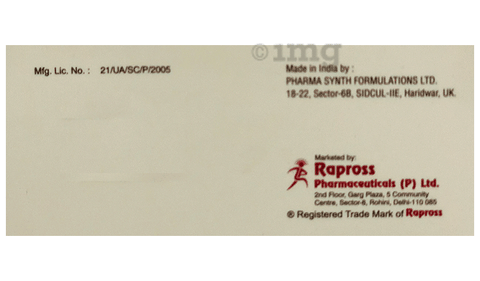 ©1mg
Mfg. Lic. No. : 21/UA/SC/P/2005
Made in India by :
PHARMA SYNTH FORMULATIONS LTD.
18-22, Sector-6B, SIDCUL-IIE, Haridwar, UK.
Marketed by:
Rapross
Pharmaceuticals (P) Ltd.
2nd Floor, Garg Plaza, 5 Community
Centre, Sector-8, Rohini, Delhi-110 085
® Registered Trade Mark of Rapross